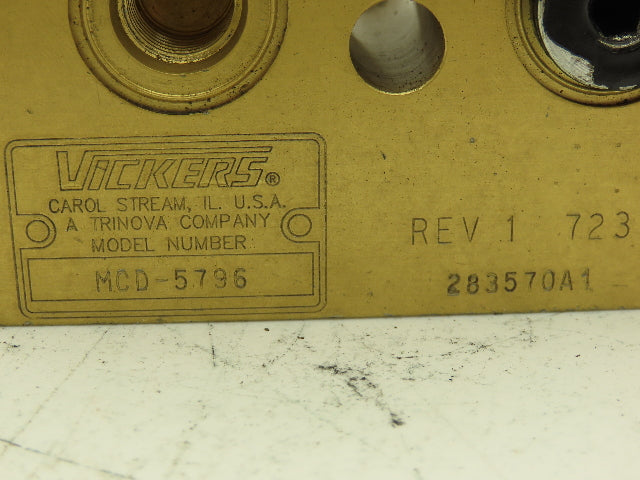 VICKERS®
CAROL STREAM, IL. U.S.A.
A TRINOVA COMPANY
MODEL NUMBER
MCD-5796
REV 1 723
283570A1